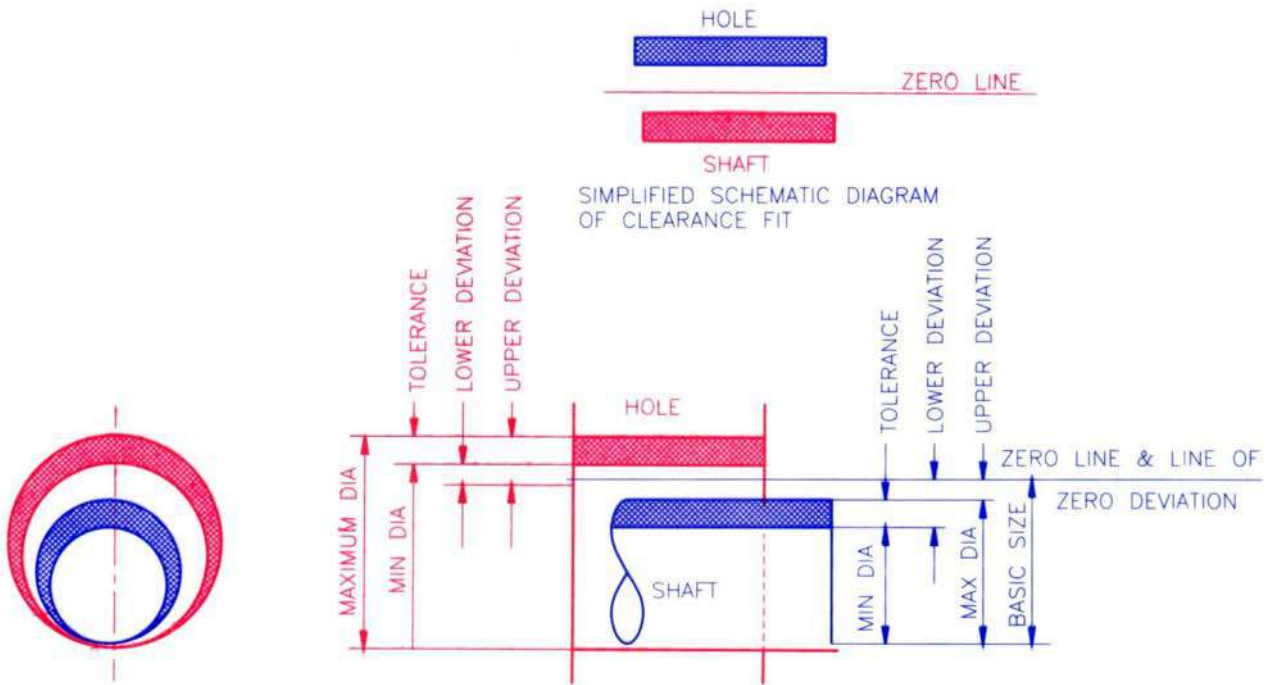 HOLE
ZERO LINE
SHAFT
SIMPLIFIED SCHEMATIC DIAGRAM
OF CLEARANCE FIT
TOLERANCE
LOWER DEVIATION
UPPER DEVIATION
HOLE
TOLERANCE
LOWER DEVIATION
UPPER DEVIATION
ZERO LINE & LINE OF
ZERO DEVIATION
MAXIMUM DIA
MIN DIA
SHAFT
MIN DIA
MAX DIA
BASIC SIZE